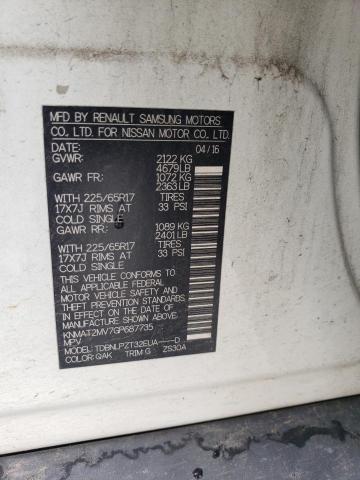 MFD BY RENAULT SAMSUNG MOTORS
CO. LTD. FOR NISSAN MOTOR CO. LTD.
DATE: 04/16
GVWR: 2122 KG
4679 LB
GAWR FR: 1072 KG
2363 LB
WITH 225/65R17 TIRES
17X7J RIMS AT 33 PSI
COLD SINGLE
GAWR RR: 1089 KG
2401 LB
WITH 225/65R17 TIRES
17X7J RIMS AT 33 PSI
COLD SINGLE
THIS VEHICLE CONFORMS TO
ALL APPLICABLE FEDERAL
MOTOR VEHICLE SAFETY AND
BUMPER STANDARDS IN EFFECT
ON THE DATE OF
MANUFACTURE SHOWN ABOVE.
KNMAT2MV7GP687735
MPV
MODEL: TDBNLPZT32EUA----D
COLOR: QAK TRIM G ZS30A